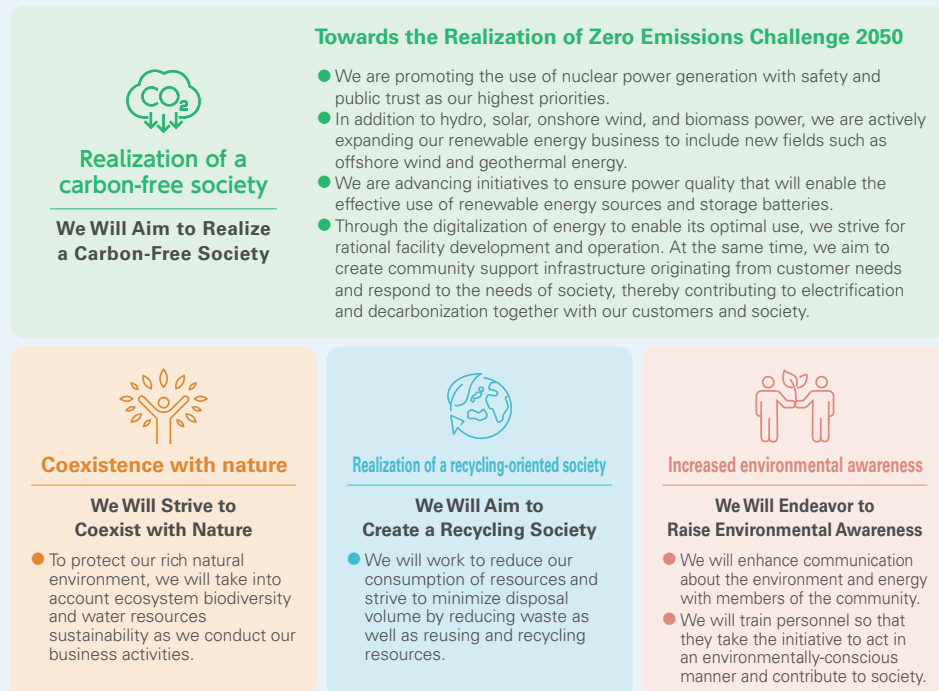 CO₂
Realization of a
carbon-free society
We Will Aim to Realize
a Carbon-Free Society
Towards the Realization of Zero Emissions Challenge 2050
● We are promoting the use of nuclear power generation with safety and
public trust as our highest priorities.
● In addition to hydro, solar, onshore wind, and biomass power, we are actively
expanding our renewable energy business to include new fields such as
offshore wind and geothermal energy.
● We are advancing initiatives to ensure power quality that will enable the
effective use of renewable energy sources and storage batteries.
● Through the digitalization of energy to enable its optimal use, we strive for
rational facility development and operation. At the same time, we aim to
create community support infrastructure originating from customer needs
and respond to the needs of society, thereby contributing to electrification
and decarbonization together with our customers and society.
Coexistence with nature
We Will Strive to
Coexist with Nature
● To protect our rich natural
environment, we will take into
account ecosystem biodiversity
and water resources
sustainability as we conduct our
business activities.
Realization of a recycling-oriented society
We Will Aim to
Create a Recycling Society
● We will work to reduce our
consumption of resources and
strive to minimize disposal
volume by reducing waste as
well as reusing and recycling
resources.
Increased environmental awareness
We Will Endeavor to
Raise Environmental Awareness
● We will enhance communication
about the environment and energy
with members of the community.
● We will train personnel so that
they take the initiative to act in
an environmentally-conscious
manner and contribute to society.